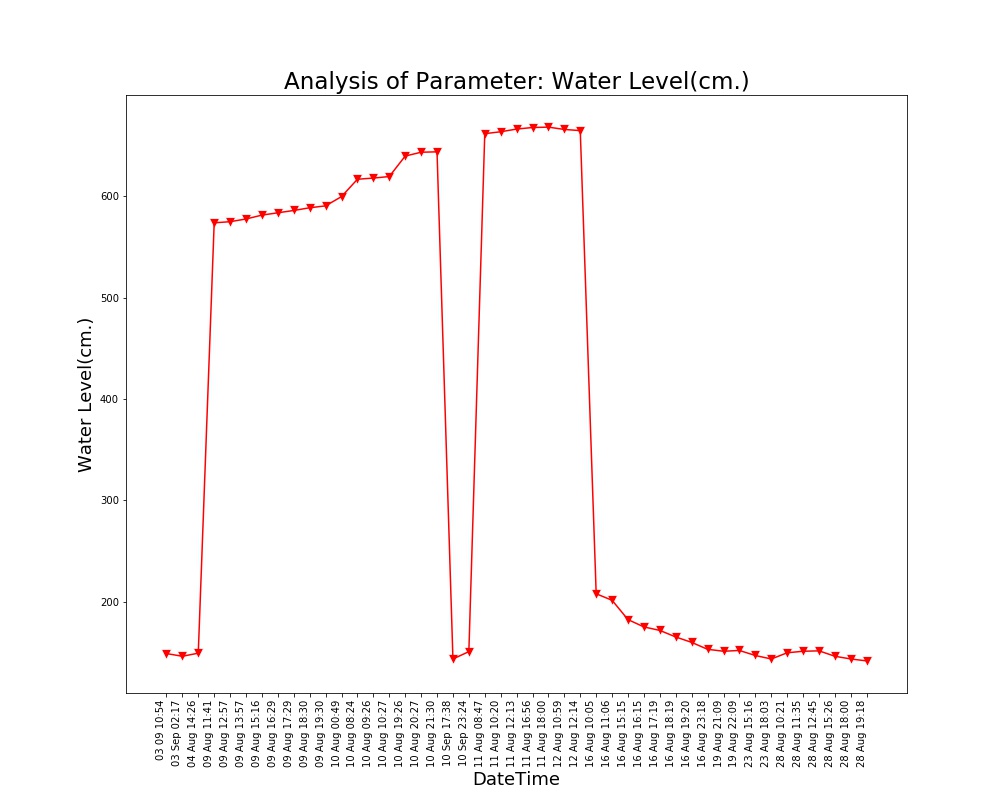 Analysis of Parameter: Water Level(cm.)
Water Level(cm.)
600
500
400
300
200
03 09 10:54
03 Sep 02:17
04 Aug 14:26
09 Aug 11:41
09 Aug 12:57
09 Aug 13:57
09 Aug 15:16
09 Aug 16:29
09 Aug 17:29
09 Aug 18:30
09 Aug 19:30
10 Aug 00:49
10 Aug 08:24
10 Aug 09:26
10 Aug 10:27
10 Aug 19:26
10 Aug 20:27
10 Aug 21:30
10 Sep 17:38
10 Sep 23:24
11 Aug 08:47
11 Aug 10:20
11 Aug 12:13
11 Aug 16:56
11 Aug 18:00
12 Aug 10:59
12 Aug 12:14
16 Aug 10:05
16 Aug 11:06
16 Aug 15:15
16 Aug 16:15
16 Aug 17:19
16 Aug 18:19
16 Aug 19:20
16 Aug 23:18
19 Aug 21:09
19 Aug 22:09
23 Aug 15:16
23 Aug 18:03
28 Aug 10:21
28 Aug 11:35
28 Aug 12:45
28 Aug 15:26
28 Aug 18:00
28 Aug 19:18
DateTime